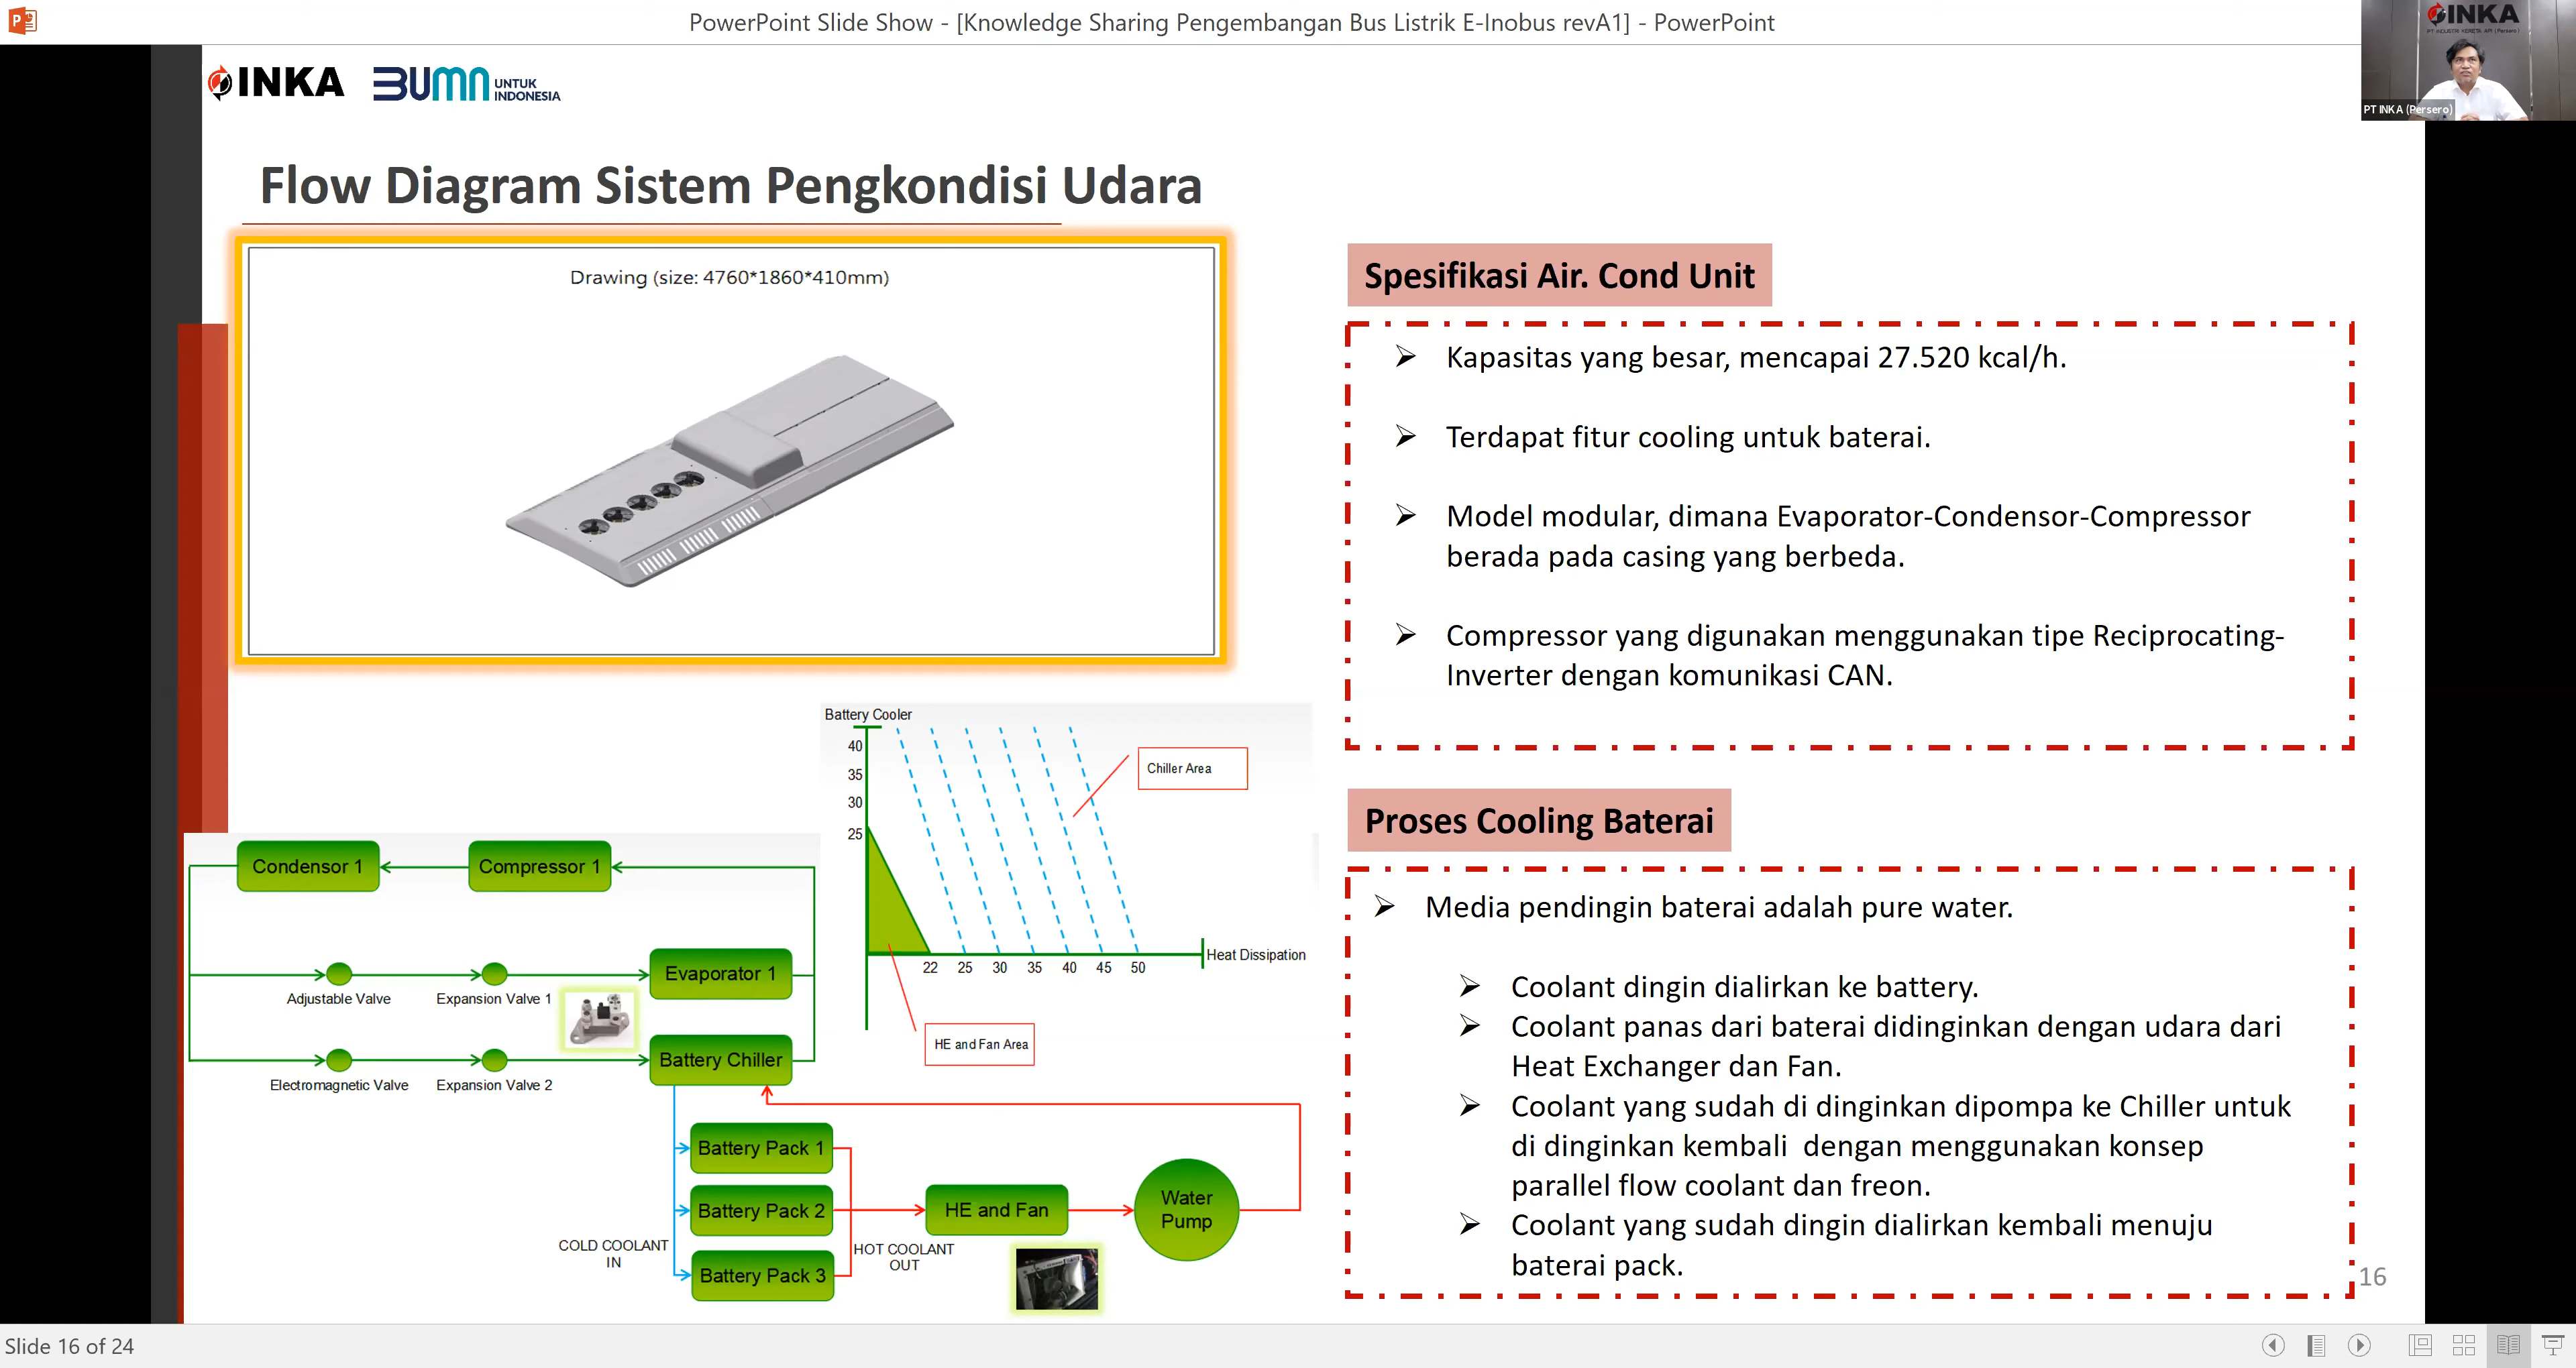 PowerPoint Slide Show - [Knowledge Sharing Pengembangan Bus Listrik E-Inobus revA1] - PowerPoint
INKA
PT INKA (Persero)
INKA
BUMN UNTUK
INDONESIA
Flow Diagram Sistem Pengkondisi Udara
Drawing (size: 4760*1860*410mm)
Spesifikasi Air. Cond Unit
Kapasitas yang besar, mencapai 27.520 kcal/h.
Terdapat fitur cooling untuk baterai.
Model modular, dimana Evaporator-Condensor-Compressor
berada pada casing yang berbeda.
Compressor yang digunakan menggunakan tipe Reciprocating-
Inverter dengan komunikasi CAN.
Battery Cooler
40
35
30
25
Chiller Area
22 25 30 35 40 45 50
Heat Dissipation
HE and Fan Area
Condensor 1
Compressor 1
Adjustable Valve
Expansion Valve 1
Evaporator 1
Electromagnetic Valve
Expansion Valve 2
Battery Chiller
Battery Pack 1
Battery Pack 2
Battery Pack 3
COLD COOLANT
IN
HOT COOLANT
OUT
HE and Fan
Water
Pump
Proses Cooling Baterai
Media pendingin baterai adalah pure water.
Coolant dingin dialirkan ke battery.
Coolant panas dari baterai didinginkan dengan udara dari
Heat Exchanger dan Fan.
Coolant yang sudah di dinginkan dipompa ke Chiller untuk
di dinginkan kembali dengan menggunakan konsep
parallel flow coolant dan freon.
Coolant yang sudah dingin dialirkan kembali menuju
baterai pack.
16
Slide 16 of 24